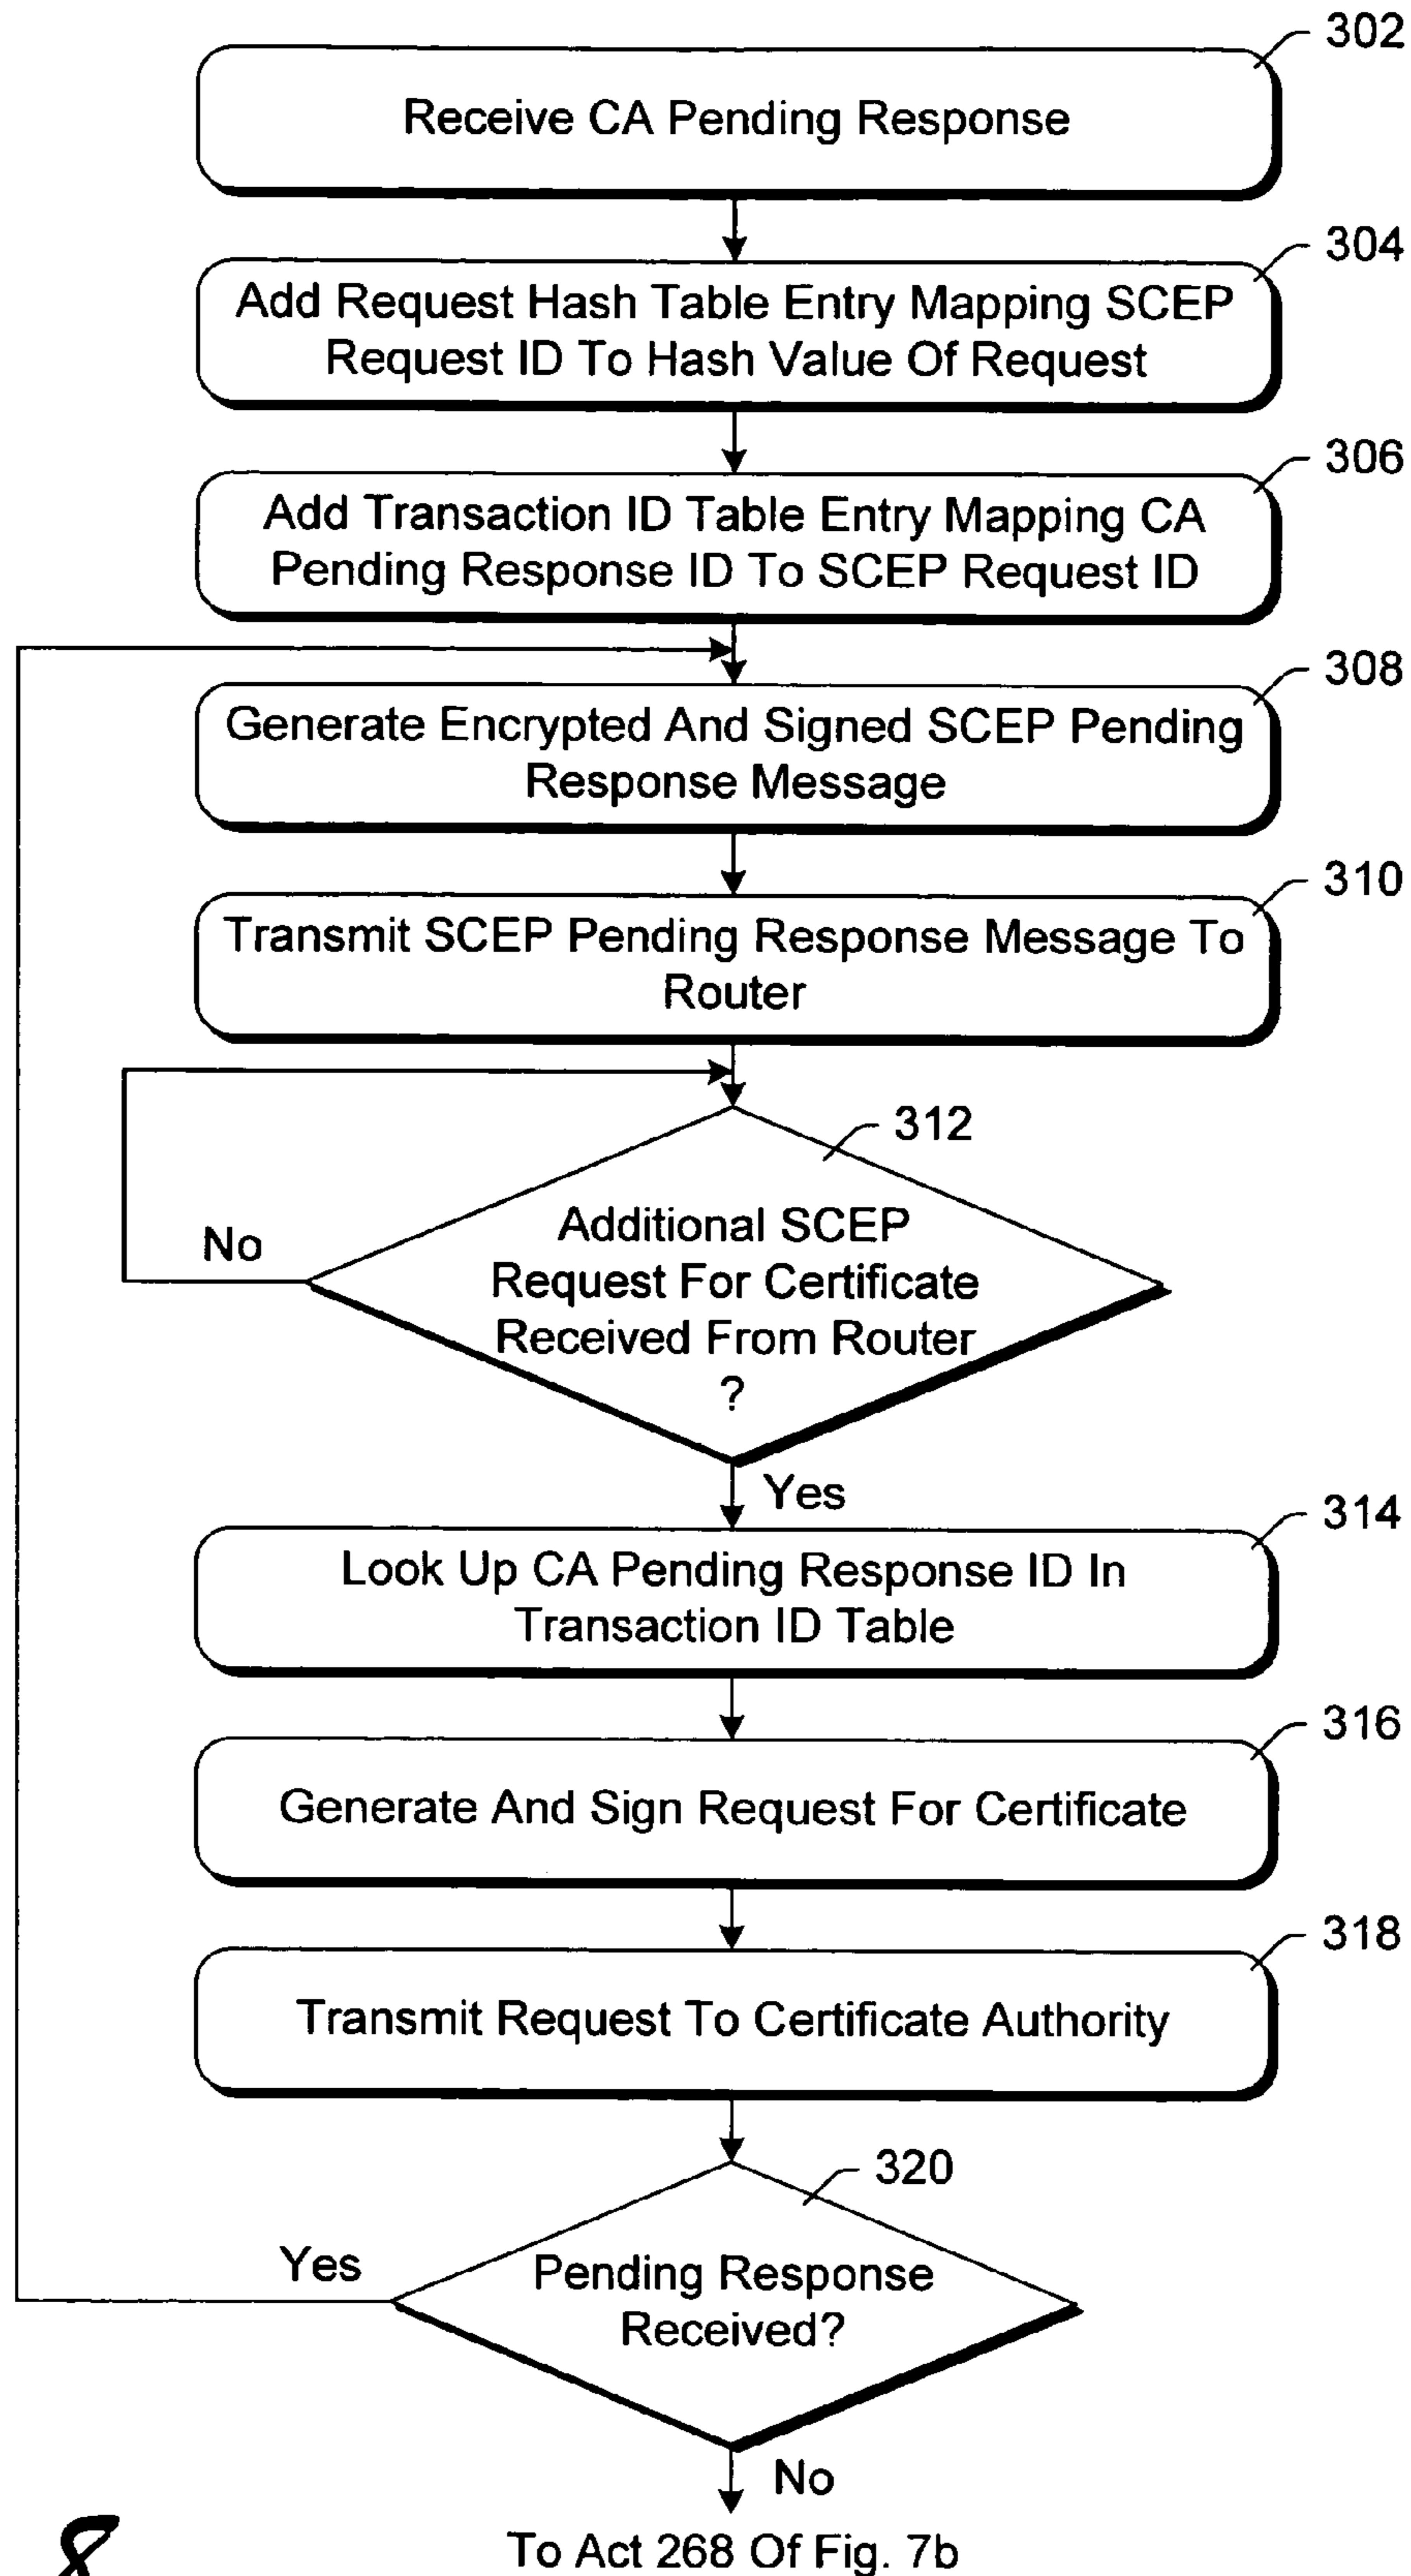 302
Receive CA Pending Response
304
Add Request Hash Table Entry Mapping SCEP
Request ID To Hash Value Of Request
306
Add Transaction ID Table Entry Mapping CA
Pending Response ID To SCEP Request ID
308
Generate Encrypted And Signed SCEP Pending
Response Message
310
Transmit SCEP Pending Response Message To
Router
312
Additional SCEP
Request For Certificate
Received From Router
?
No
Yes
314
Look Up CA Pending Response ID In
Transaction ID Table
316
Generate And Sign Request For Certificate
318
Transmit Request To Certificate Authority
320
Pending Response
Received?
Yes
No
To Act 268 Of Fig. 7b
8